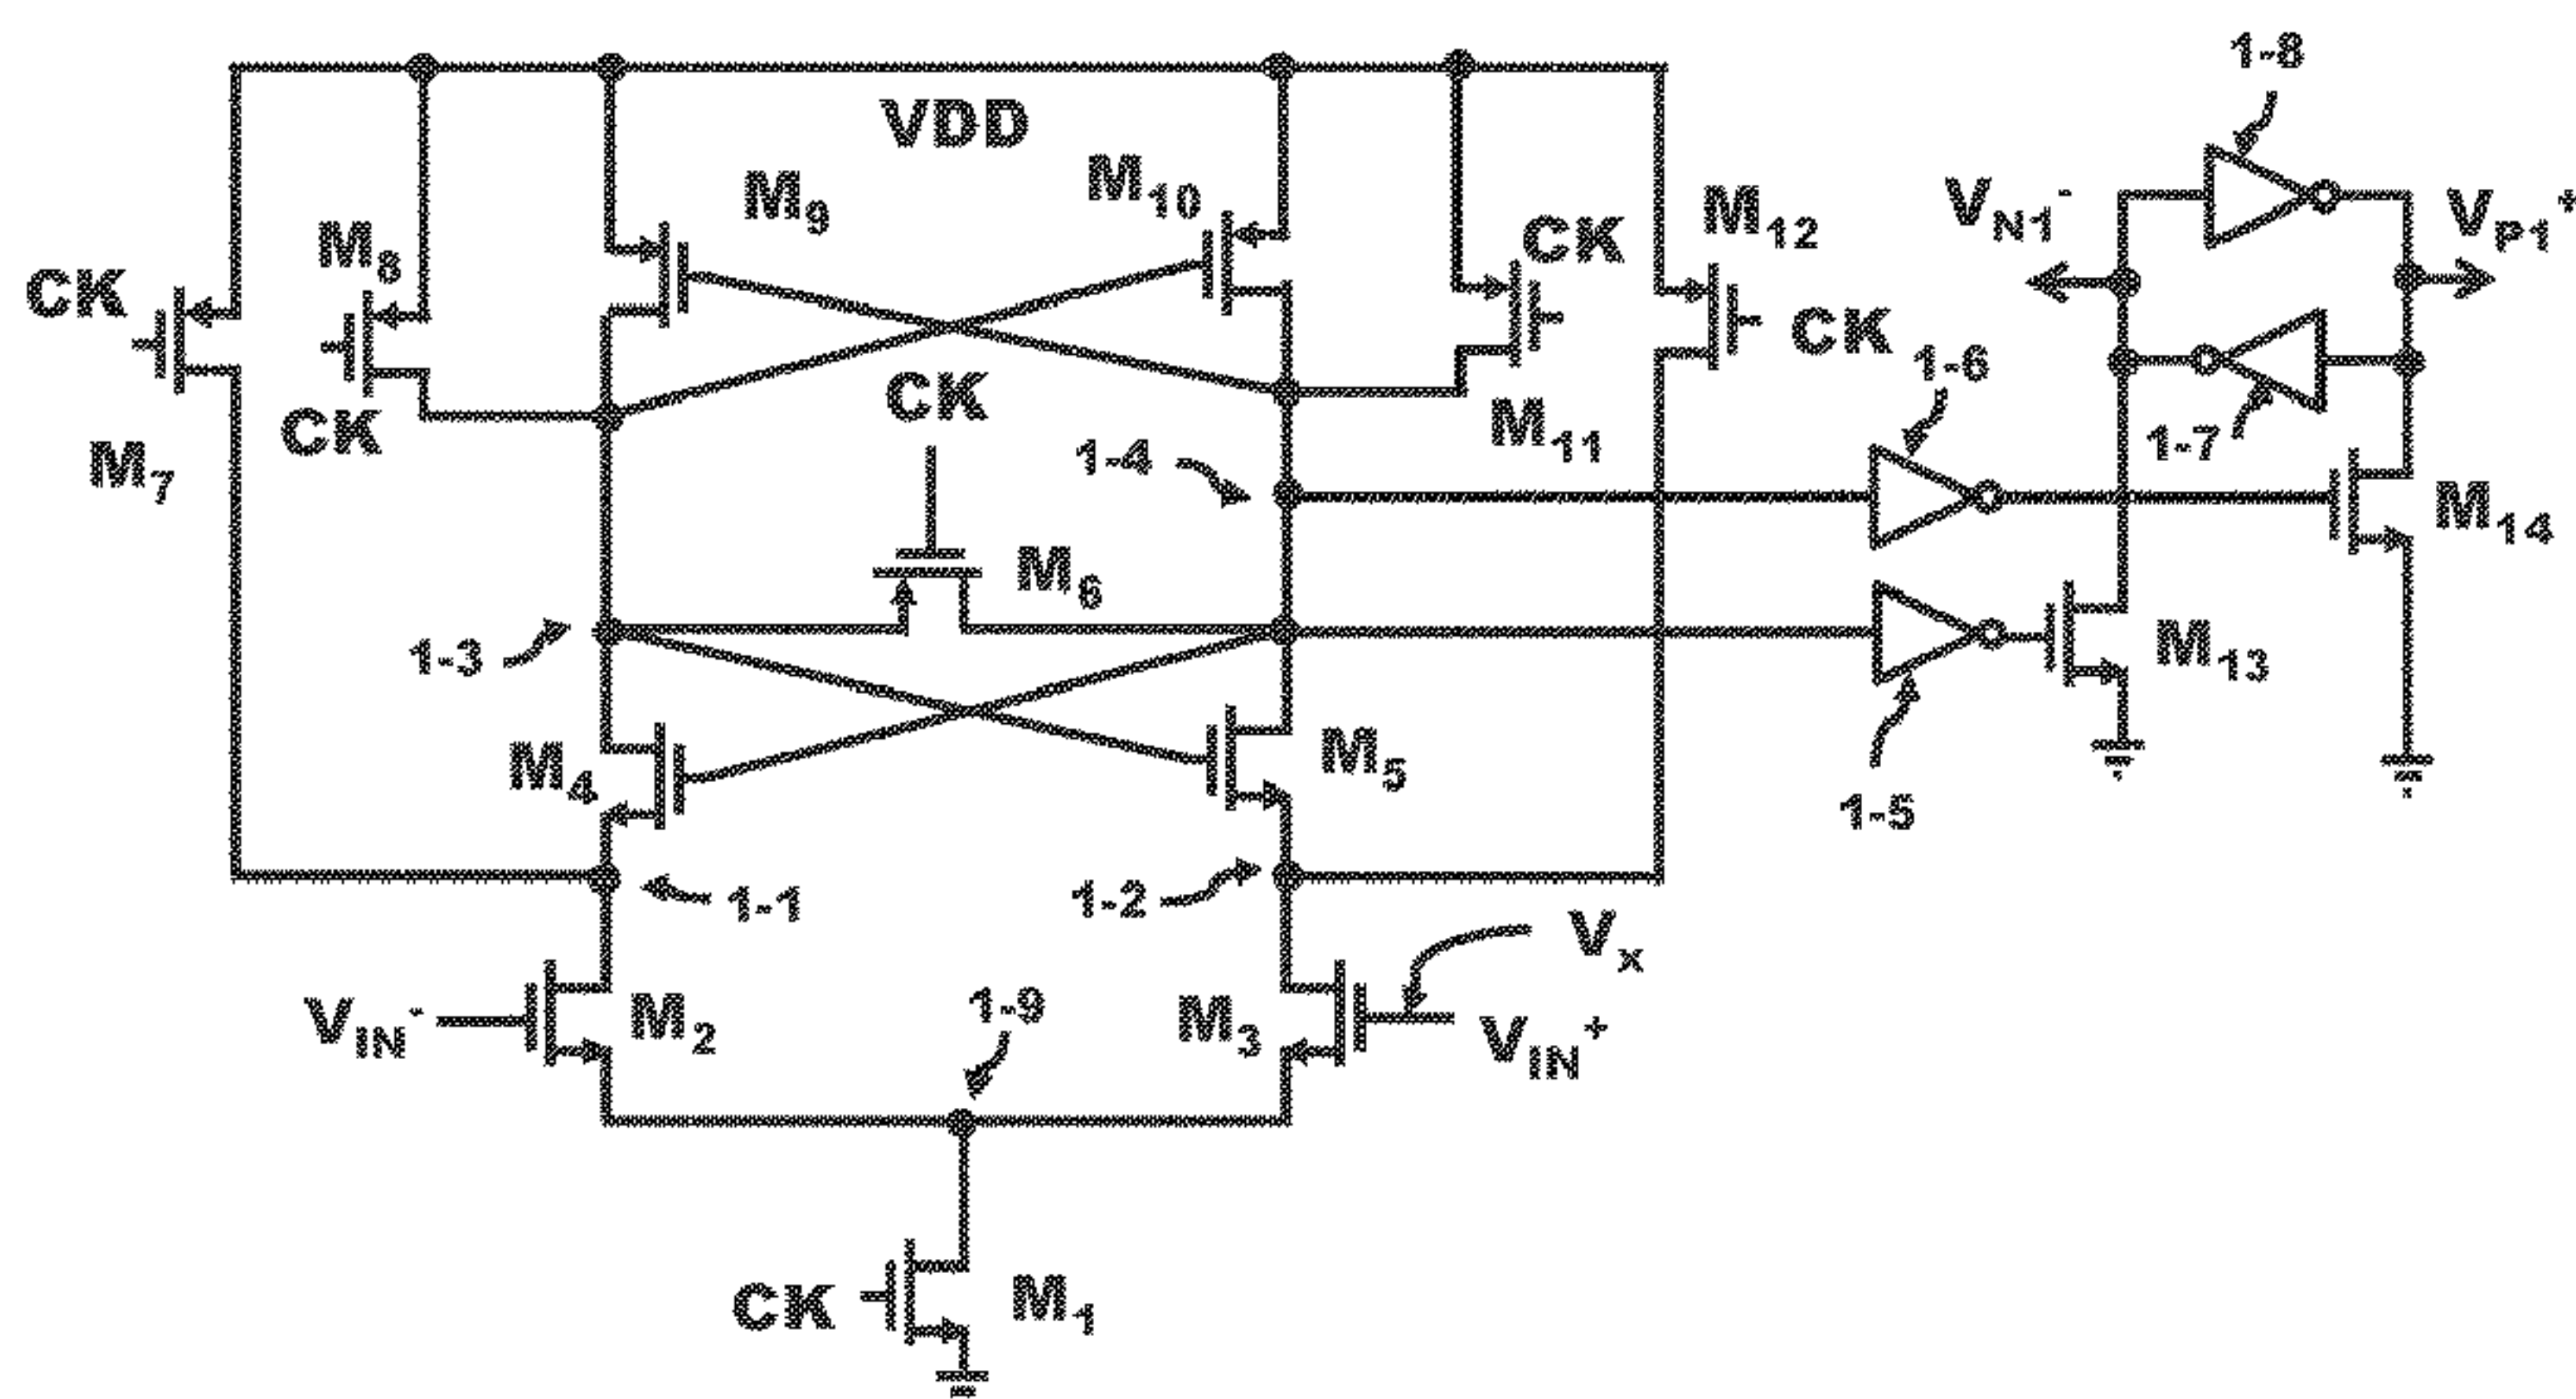 1-8
VDD
M9
M10
M12
VN1-
VP1+
M8
CK
CK
CK
1-6
CK
CK
M11
1-7
M7
1-4
M14
M6
1-3
M13
M4
M5
1-5
1-1
1-2
Vx
1-9
VIN-
M2
M3
VIN+
CK
M1